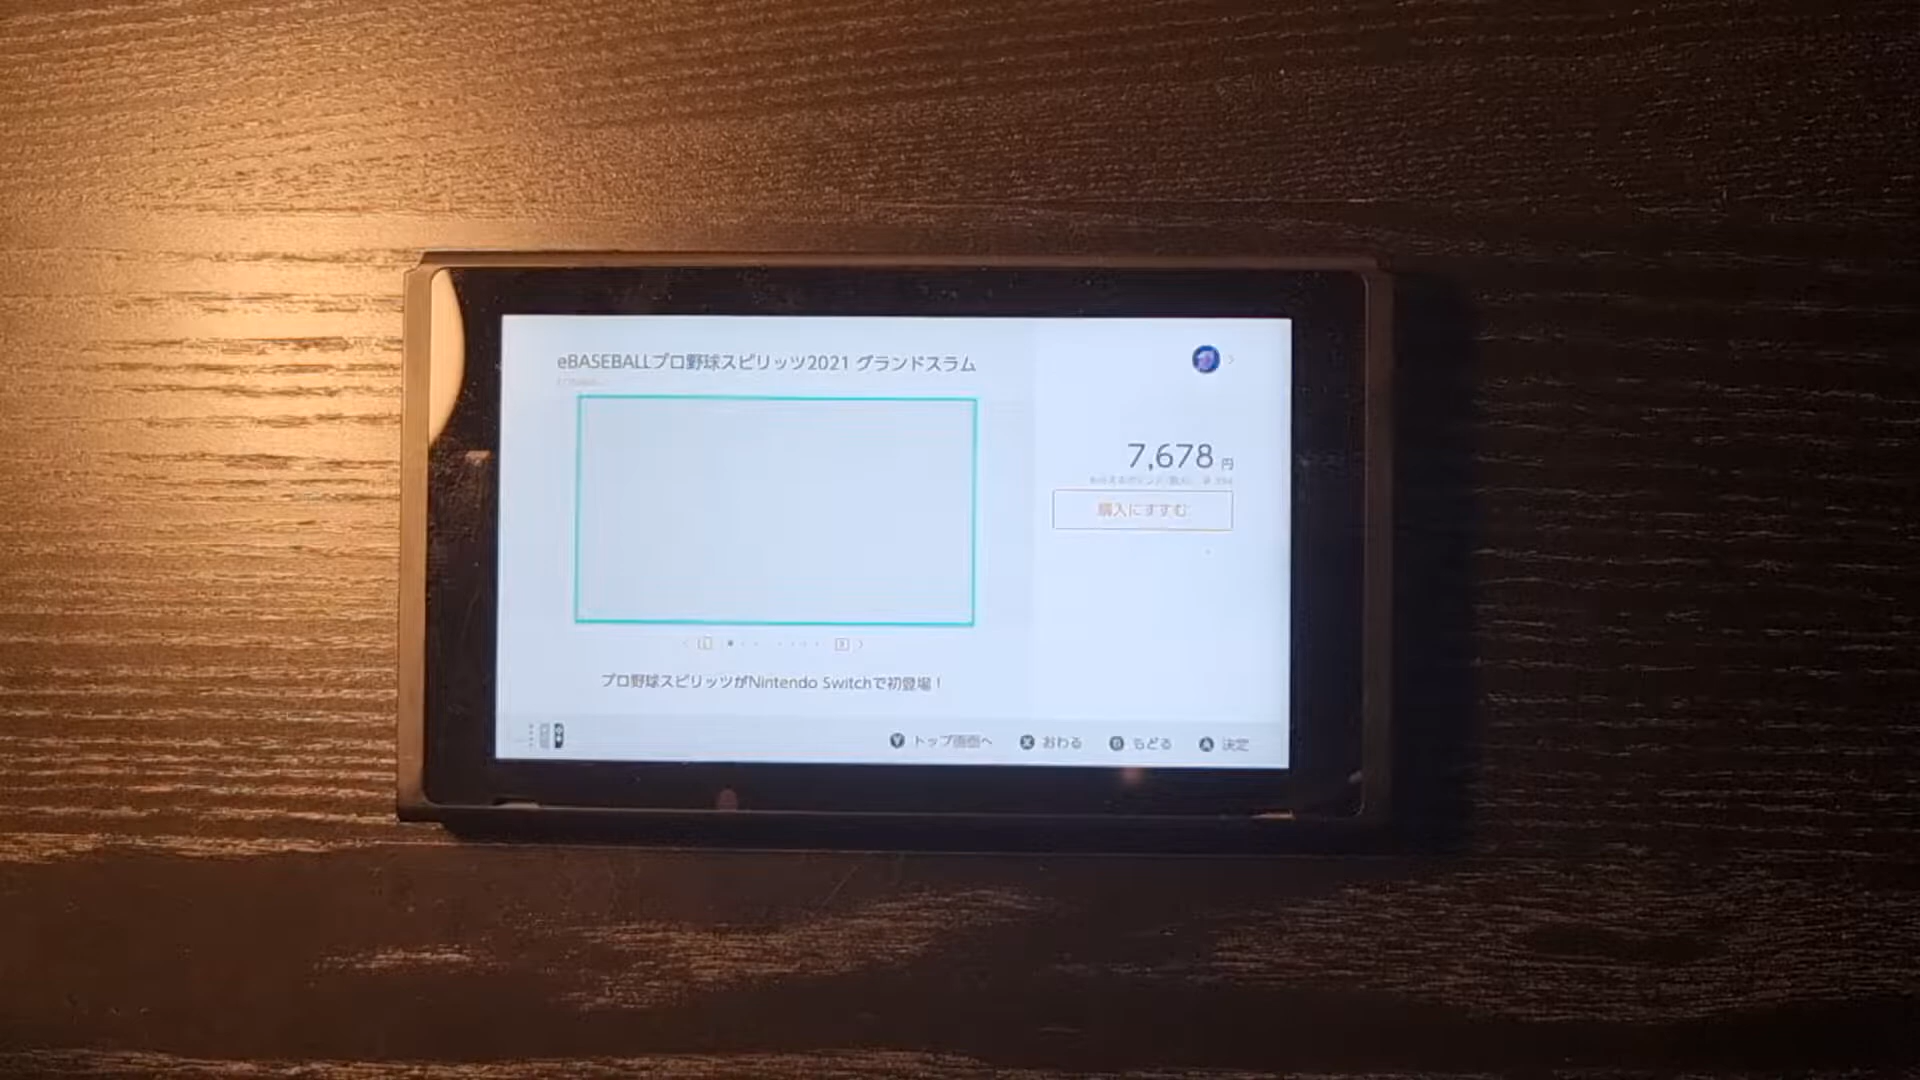 eBASEBALLプロ野球スピリッツ2021 グランドスラム
7,678 円
購入にすすむ
プロ野球スピリッツがNintendo Switchで初登場！
Y トップ画面へ X おわる B もどる A 決定